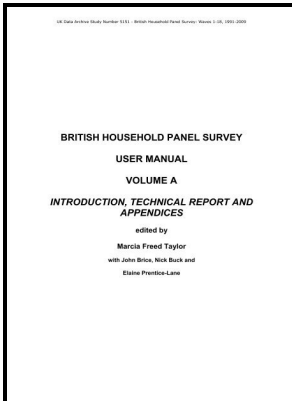 UK Data Archive Study Number 5151 - British Household Panel Survey: Waves 1-18, 1991-2009
BRITISH HOUSEHOLD PANEL SURVEY
USER MANUAL
VOLUME A
INTRODUCTION, TECHNICAL REPORT AND
APPENDICES
edited by
Marcia Freed Taylor
with John Brice, Nick Buck and
Elaine Prentice-Lane